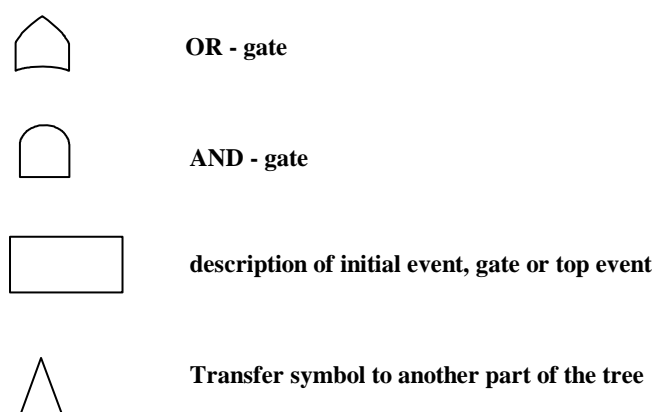 OR - gate
AND - gate
description of initial event, gate or top event
Transfer symbol to another part of the tree